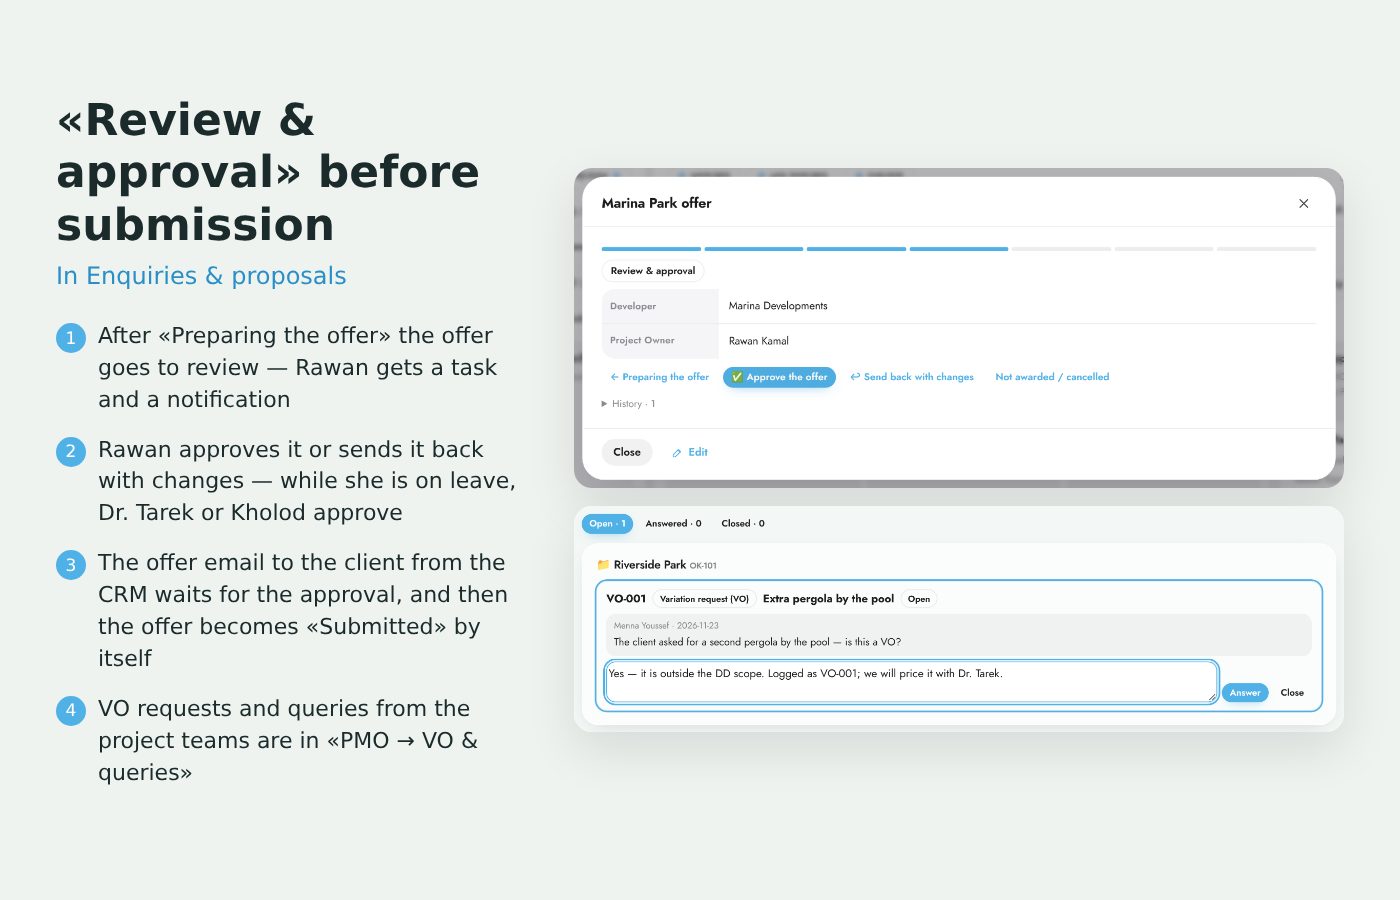 «Review &
approval» before
submission
In Enquiries & proposals
1 After «Preparing the offer» the offer
goes to review — Rawan gets a task
and a notification
2 Rawan approves it or sends it back
with changes — while she is on leave,
Dr. Tarek or Kholod approve
3 The offer email to the client from the
CRM waits for the approval, and then
the offer becomes «Submitted» by
itself
4 VO requests and queries from the
project teams are in «PMO → VO &
queries»
Marina Park offer
Review & approval
Developer Marina Developments
Project Owner Rawan Kamal
← Preparing the offer ✅ Approve the offer ↩ Send back with changes Not awarded / cancelled
▶ History · 1
Close Edit
Open · 1 Answered · 0 Closed · 0
📁 Riverside Park OK-101
VO-001 Variation request (VO) Extra pergola by the pool Open
Menna Youssef · 2026-11-23
The client asked for a second pergola by the pool — is this a VO?
Yes — it is outside the DD scope. Logged as VO-001; we will price it with Dr. Tarek.
Answer Close